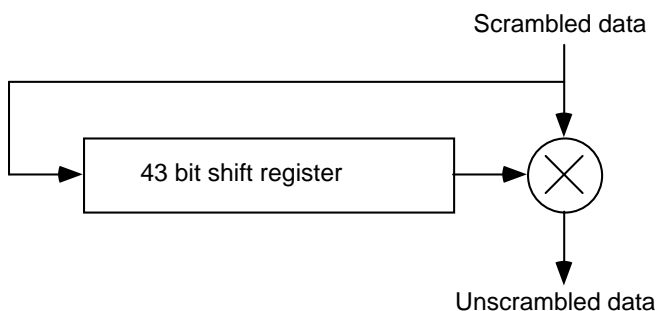 Scrambled data
43 bit shift register
Unscrambled data